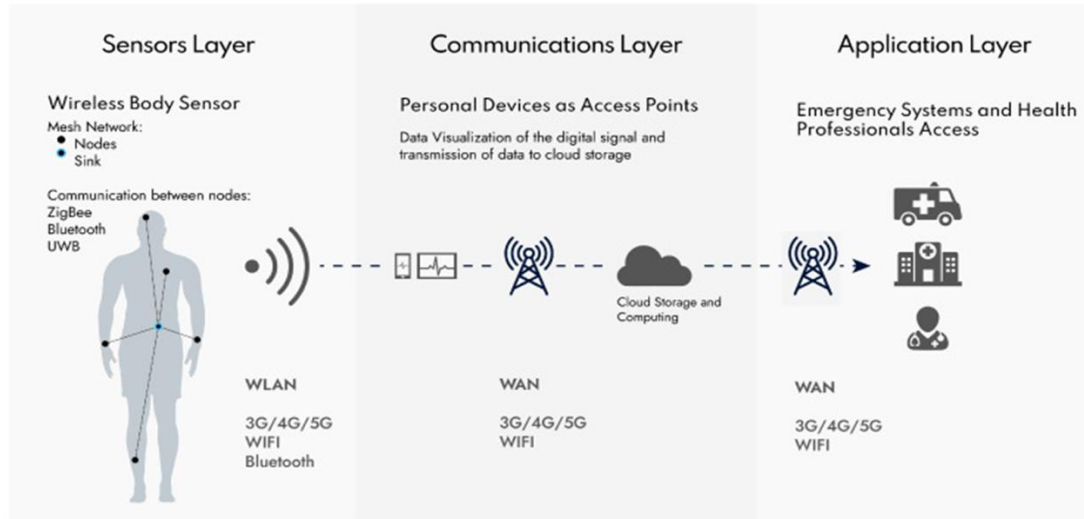 Sensors Layer
Wireless Body Sensor
Mesh Network:
Nodes
Sink
Communication between nodes:
ZigBee
Bluetooth
UWB
WLAN
3G/4G/5G
WIFI
Bluetooth
Communications Layer
Personal Devices as Access Points
Data Visualization of the digital signal and
transmission of data to cloud storage
Cloud Storage and
Computing
WAN
3G/4G/5G
WIFI
Application Layer
Emergency Systems and Health
Professionals Access
WAN
3G/4G/5G
WIFI